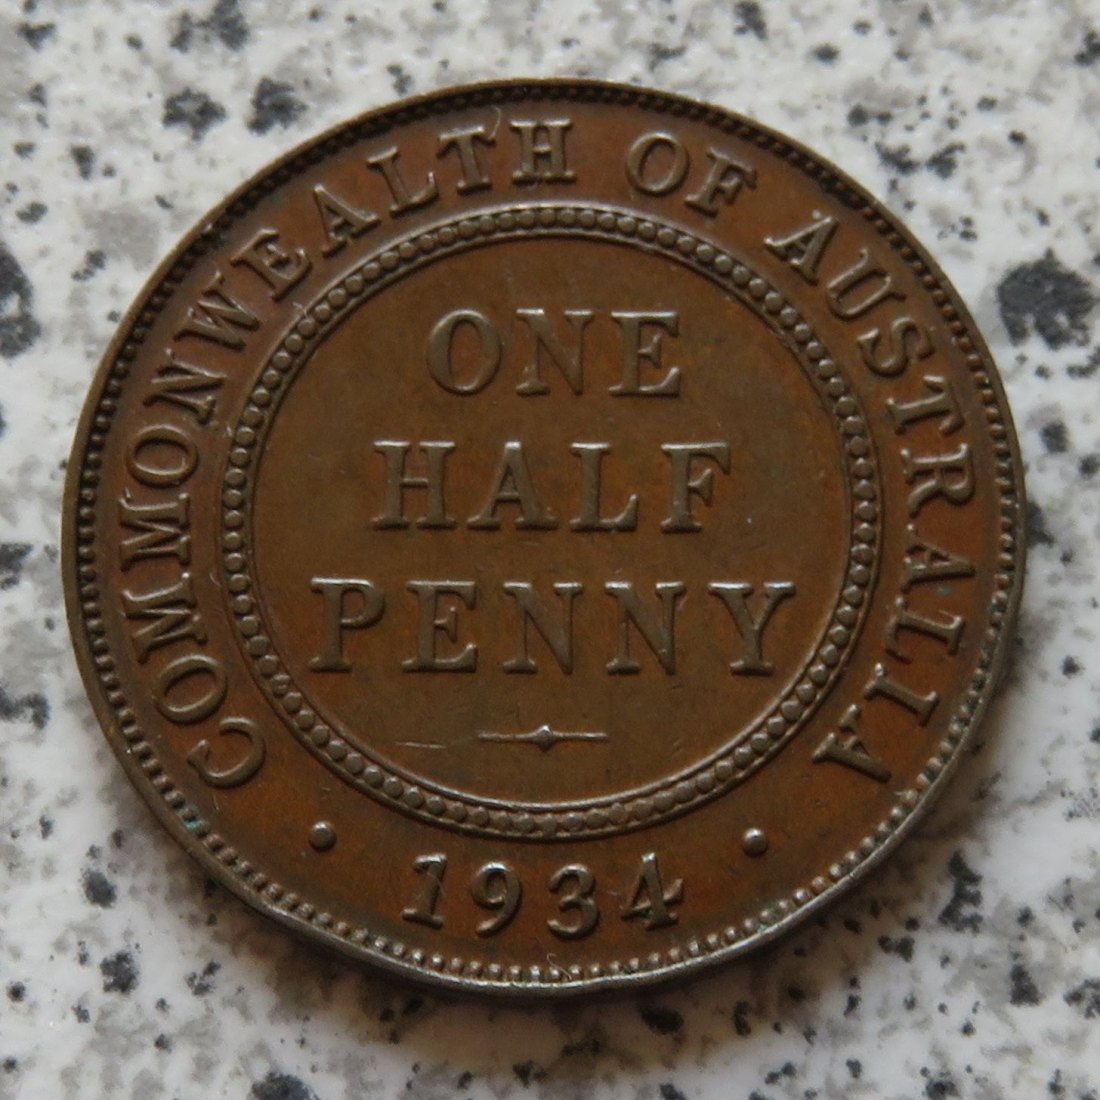 COMMONWEALTH OF AUSTRALIA
ONE
HALF
PENNY
· 1934 ·